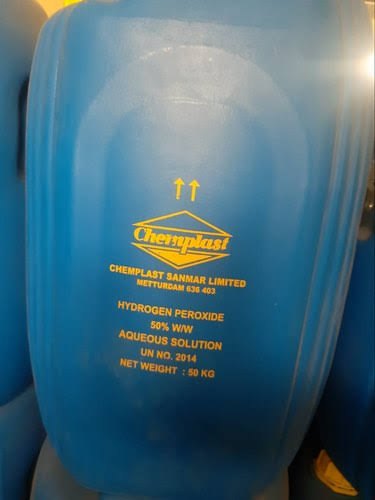 Chemplast
CHEMPLAST SANMAR LIMITED
METTURDAM 636 403
HYDROGEN PEROXIDE
50% W/W
AQUEOUS SOLUTION
UN NO. 2014
NET WEIGHT : 50 KG